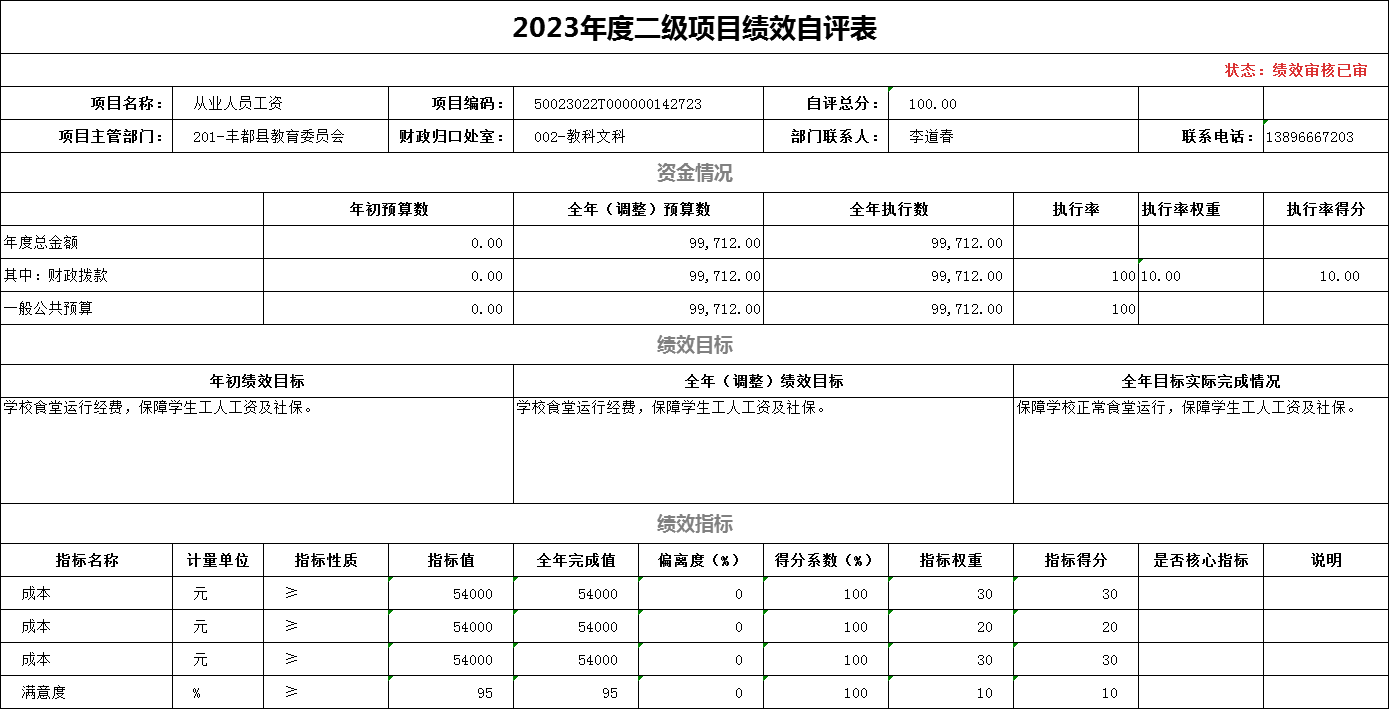 2023年度二级项目绩效自评表
状态：绩效审核已审
项目名称： 从业人员工资 项目编码： 50023022T000000142723 自评总分： 100.00
项目主管部门： 201-丰都县教育委员会 财政归口处室： 002-教科文科 部门联系人： 李道春 联系电话： 13896667203
资金情况
年初预算数 全年（调整）预算数 全年执行数 执行率 执行率权重 执行率得分
年度总金额 0.00 99,712.00 99,712.00
其中：财政拨款 0.00 99,712.00 99,712.00 100 10.00 10.00
一般公共预算 0.00 99,712.00 99,712.00 100
绩效目标
年初绩效目标 全年（调整）绩效目标 全年目标实际完成情况
学校食堂运行经费，保障学生工人工资及社保。 学校食堂运行经费，保障学生工人工资及社保。 保障学校正常食堂运行，保障学生工人工资及社保。
绩效指标
指标名称 计量单位 指标性质 指标值 全年完成值 偏离度（%） 得分系数（%） 指标权重 指标得分 是否核心指标 说明
成本 元 ≥ 54000 54000 0 100 30 30
成本 元 ≥ 54000 54000 0 100 20 20
成本 元 ≥ 54000 54000 0 100 30 30
满意度 % ≥ 95 95 0 100 10 10